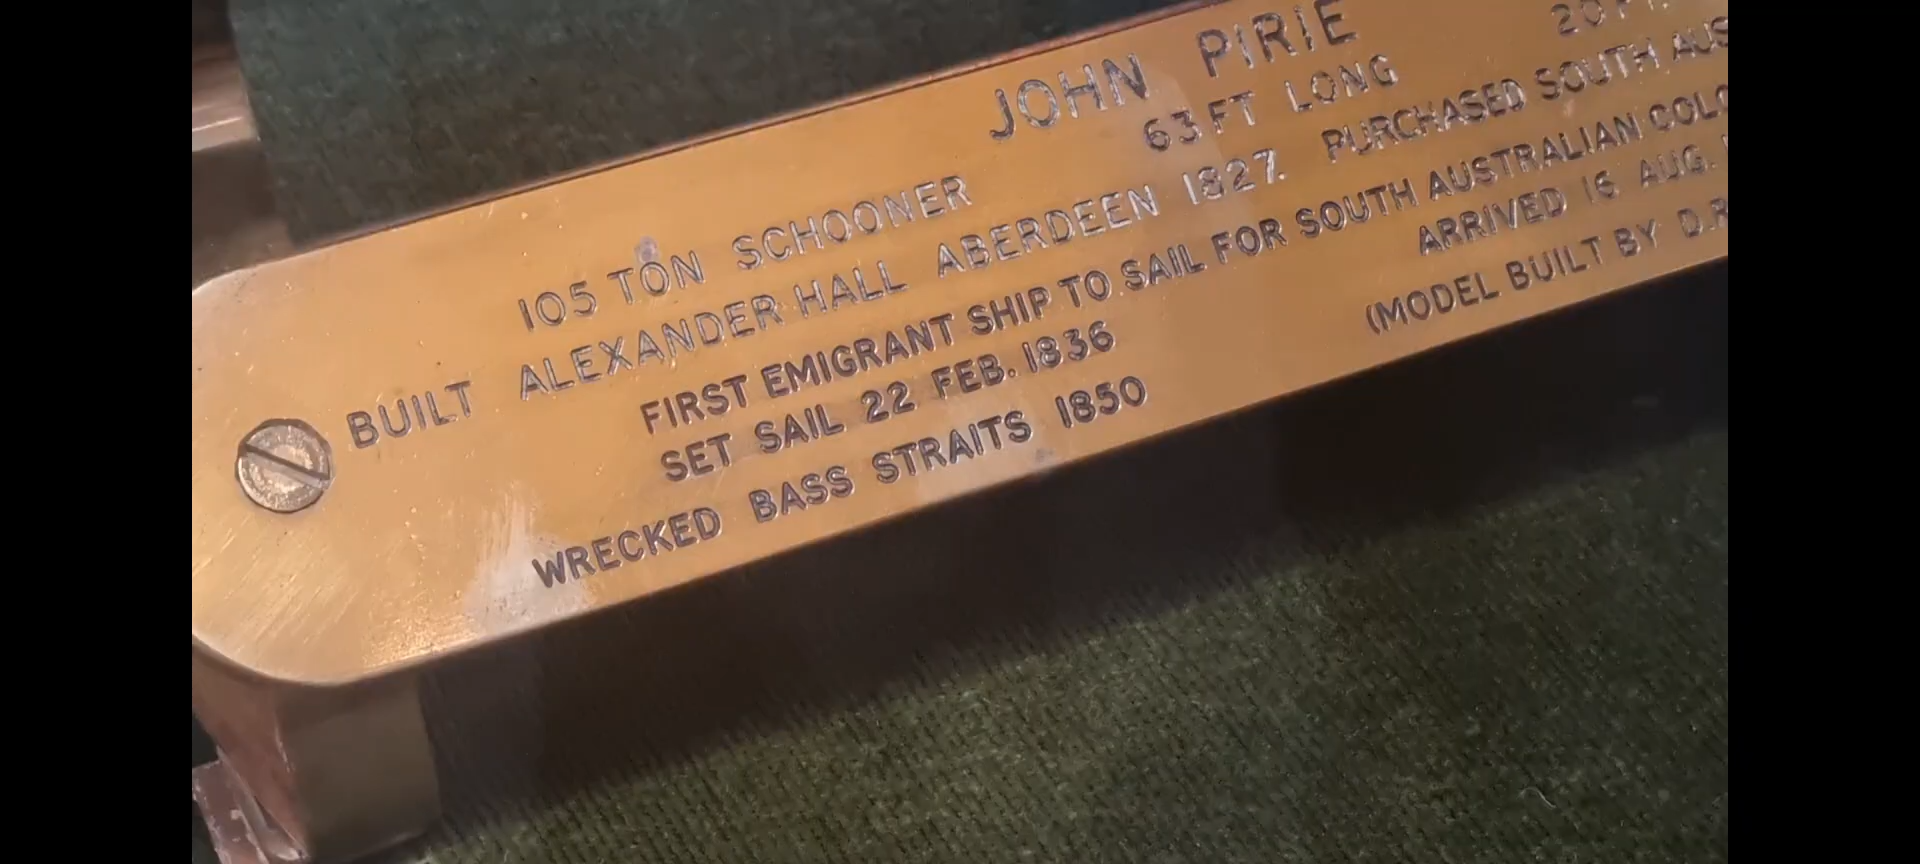 JOHN PIRIE
105 TON SCHOONER 63 FT LONG 20 FT
BUILT ALEXANDER HALL ABERDEEN 1827. PURCHASED SOUTH AUS
FIRST EMIGRANT SHIP TO SAIL FOR SOUTH AUSTRALIAN COLO
SET SAIL 22 FEB. 1836 ARRIVED 16 AUG.
WRECKED BASS STRAITS 1850 (MODEL BUILT BY D.R